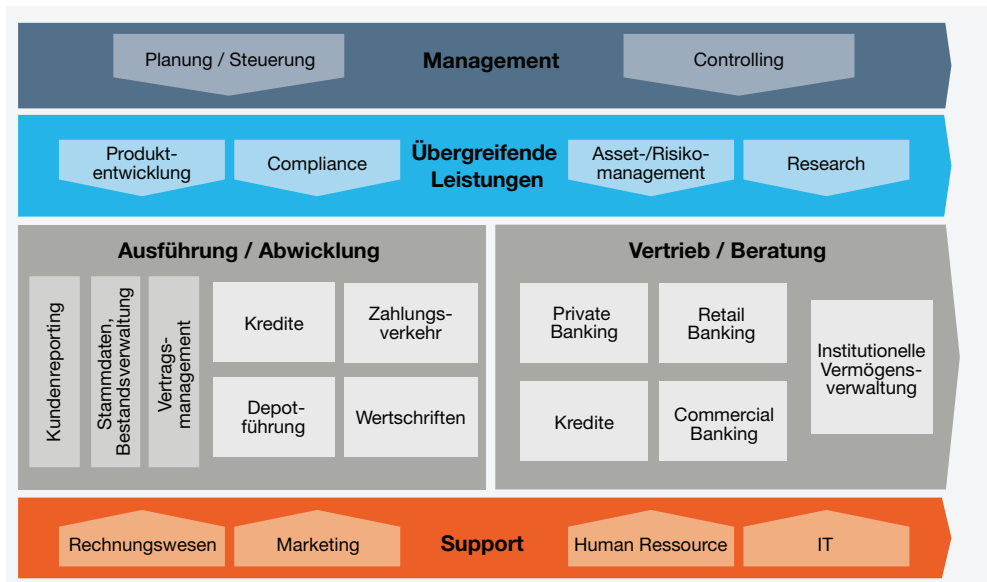 Planung / Steuerung
Management
Controlling
Produkt-
entwicklung
Compliance
Übergreifende
Leistungen
Asset-/Risiko-
management
Research
Ausführung / Abwicklung
Kundenreporting
Stammdaten,
Bestandsverwaltung
Vertrags-
management
Kredite
Zahlungs-
verkehr
Depot-
führung
Wertschriften
Vertrieb / Beratung
Private
Banking
Retail
Banking
Kredite
Commercial
Banking
Institutionelle
Vermögens-
verwaltung
Rechnungswesen
Marketing
Support
Human Ressource
IT